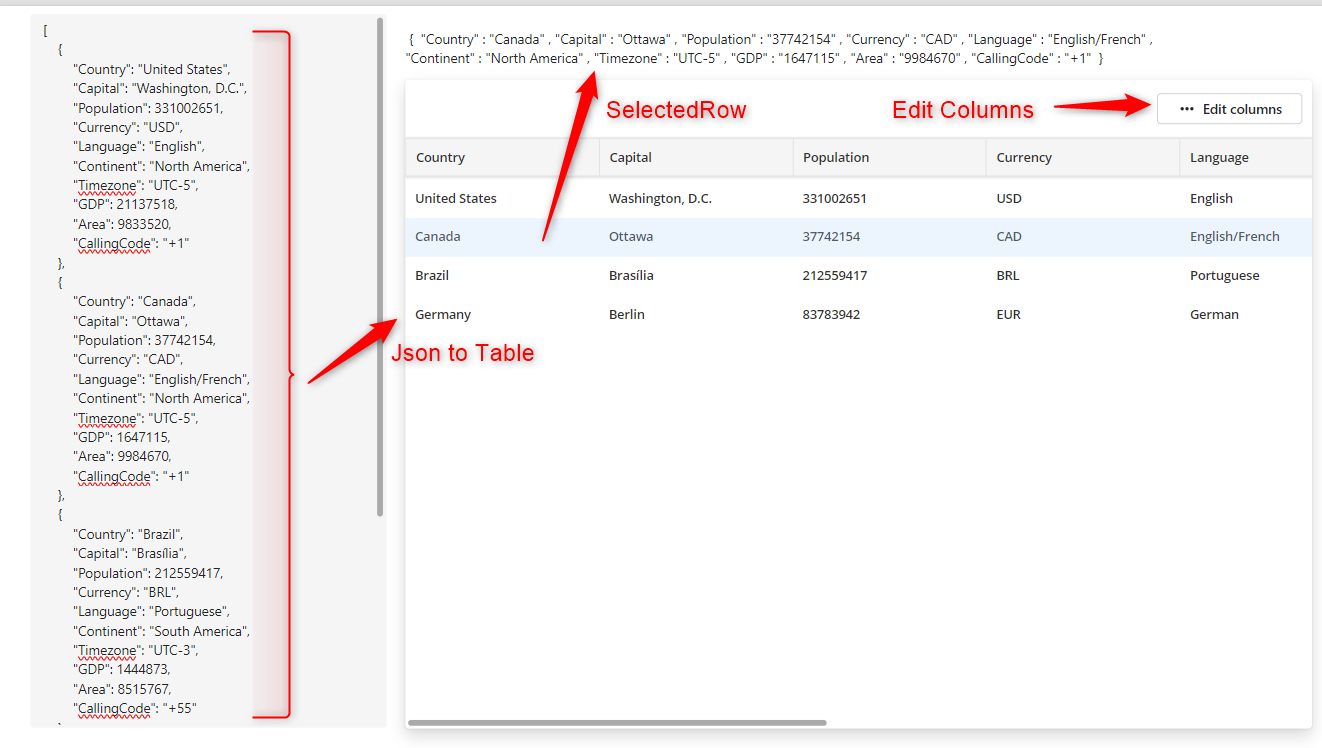 [
{
"Country": "United States",
"Capital": "Washington, D.C.",
"Population": 331002651,
"Currency": "USD",
"Language": "English",
"Continent": "North America",
"Timezone": "UTC-5",
"GDP": 21137518,
"Area": 9833520,
"CallingCode": "+1"
},
{
"Country": "Canada",
"Capital": "Ottawa",
"Population": 37742154,
"Currency": "CAD",
"Language": "English/French",
"Continent": "North America",
"Timezone": "UTC-5",
"GDP": 1647115,
"Area": 9984670,
"CallingCode": "+1"
},
{
"Country": "Brazil",
"Capital": "Brasília",
"Population": 212559417,
"Currency": "BRL",
"Language": "Portuguese",
"Continent": "South America",
"Timezone": "UTC-3",
"GDP": 1444873,
"Area": 8515767,
"CallingCode": "+55"
{ "Country" : "Canada" , "Capital" : "Ottawa" , "Population" : "37742154" , "Currency" : "CAD" , "Language" : "English/French" ,
"Continent" : "North America" , "Timezone" : "UTC-5" , "GDP" : "1647115" , "Area" : "9984670" , "CallingCode" : "+1" }
SelectedRow
Edit Columns
••• Edit columns
Country Capital Population Currency Language
United States Washington, D.C. 331002651 USD English
Canada Ottawa 37742154 CAD English/French
Brazil Brasília 212559417 BRL Portuguese
Germany Berlin 83783942 EUR German
Json to Table